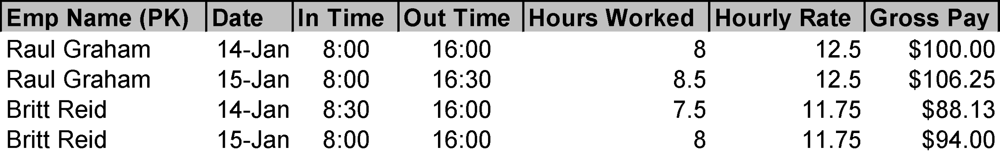 Emp Name (PK) Date In Time Out Time Hours Worked Hourly Rate Gross Pay
Raul Graham 14-Jan 8:00 16:00 8 12.5 $100.00
Raul Graham 15-Jan 8:00 16:30 8.5 12.5 $106.25
Britt Reid 14-Jan 8:30 16:00 7.5 11.75 $88.13
Britt Reid 15-Jan 8:00 16:00 8 11.75 $94.00